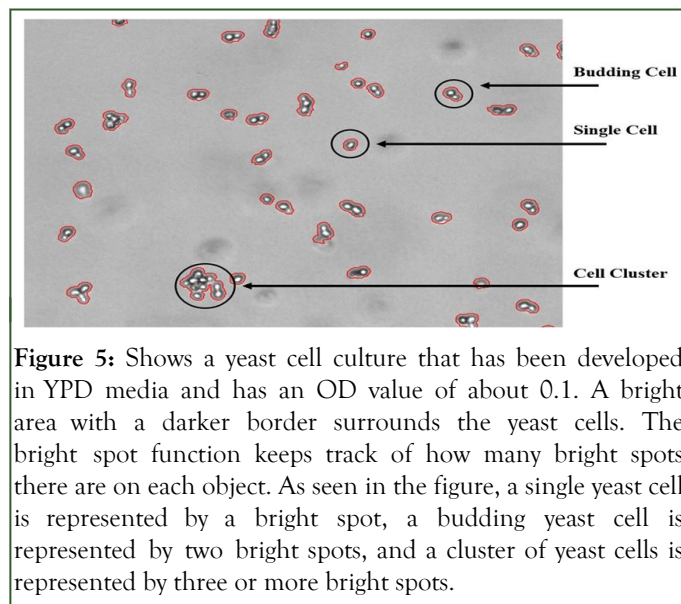 Budding Cell
Single Cell
Cell Cluster
Figure 5: Shows a yeast cell culture that has been developed
in YPD media and has an OD value of about 0.1. A bright
area with a darker border surrounds the yeast cells. The
bright spot function keeps track of how many bright spots
there are on each object. As seen in the figure, a single yeast cell
is represented by a bright spot, a budding yeast cell is
represented by two bright spots, and a cluster of yeast cells is
represented by three or more bright spots.